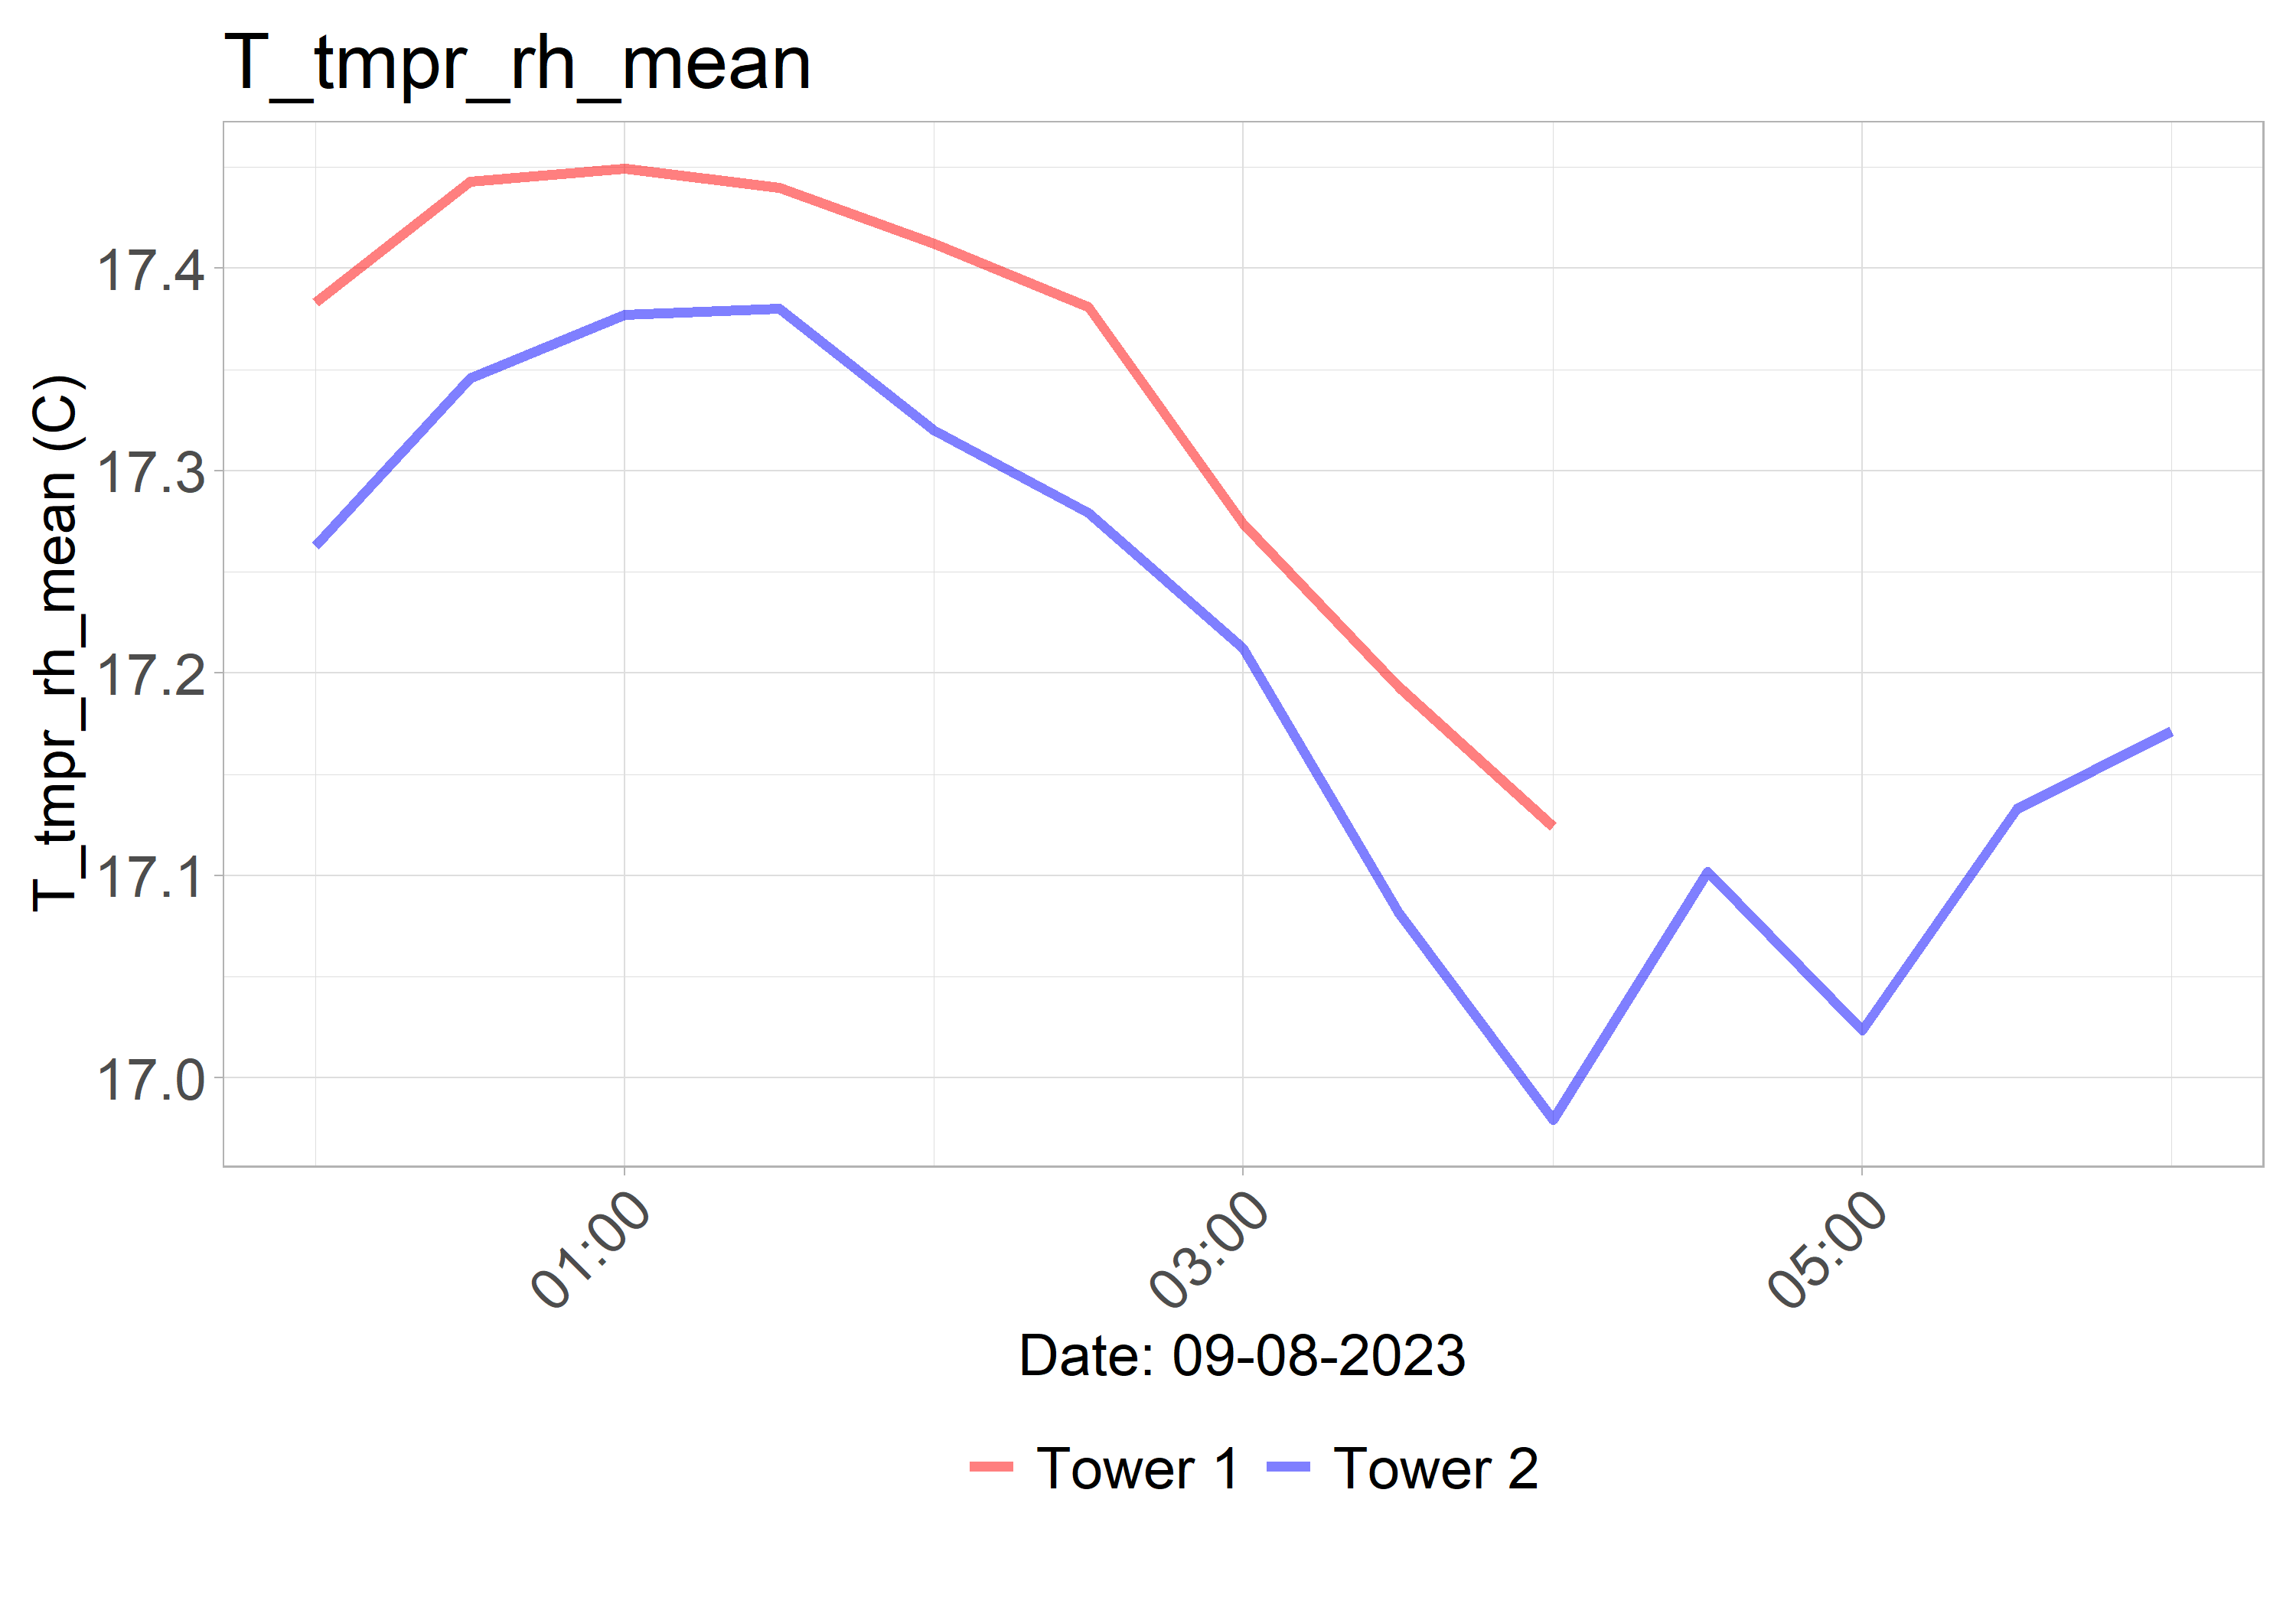 T_tmpr_rh_mean
T_tmpr_rh_mean (C)
17.4
17.3
17.2
17.1
17.0
01:00
03:00
05:00
Date: 09-08-2023
Tower 1 Tower 2